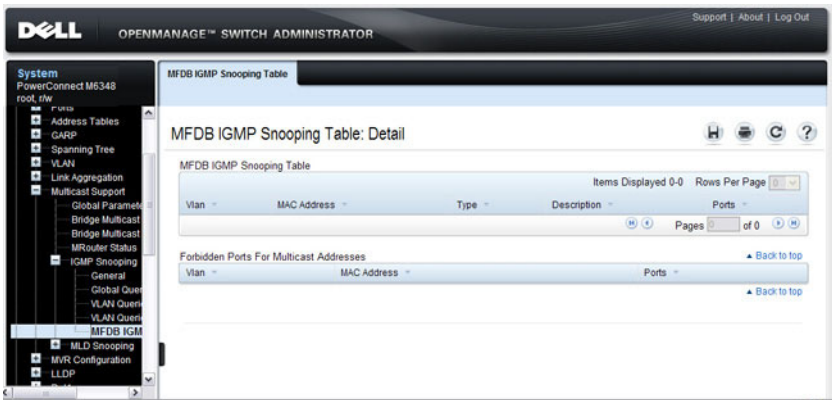 Support | About | Log Out
DELL
OPENMANAGE™ SWITCH ADMINISTRATOR
System
PowerConnect M6348
root, r/w
Ports
Address Tables
GARP
Spanning Tree
VLAN
Link Aggregation
Multicast Support
Global Paramete
Bridge Multicast
Bridge Multicast
MRouter Status
IGMP Snooping
General
Global Quer
VLAN Queri
VLAN Queri
MFDB IGM
MLD Snooping
MVR Configuration
LLDP
MFDB IGMP Snooping Table
MFDB IGMP Snooping Table: Detail
?
MFDB IGMP Snooping Table
Items Displayed 0-0 Rows Per Page 0
Vlan MAC Address Type Description Ports
Pages 0 of 0
Forbidden Ports For Multicast Addresses
Back to top
Vlan MAC Address Ports
Back to top